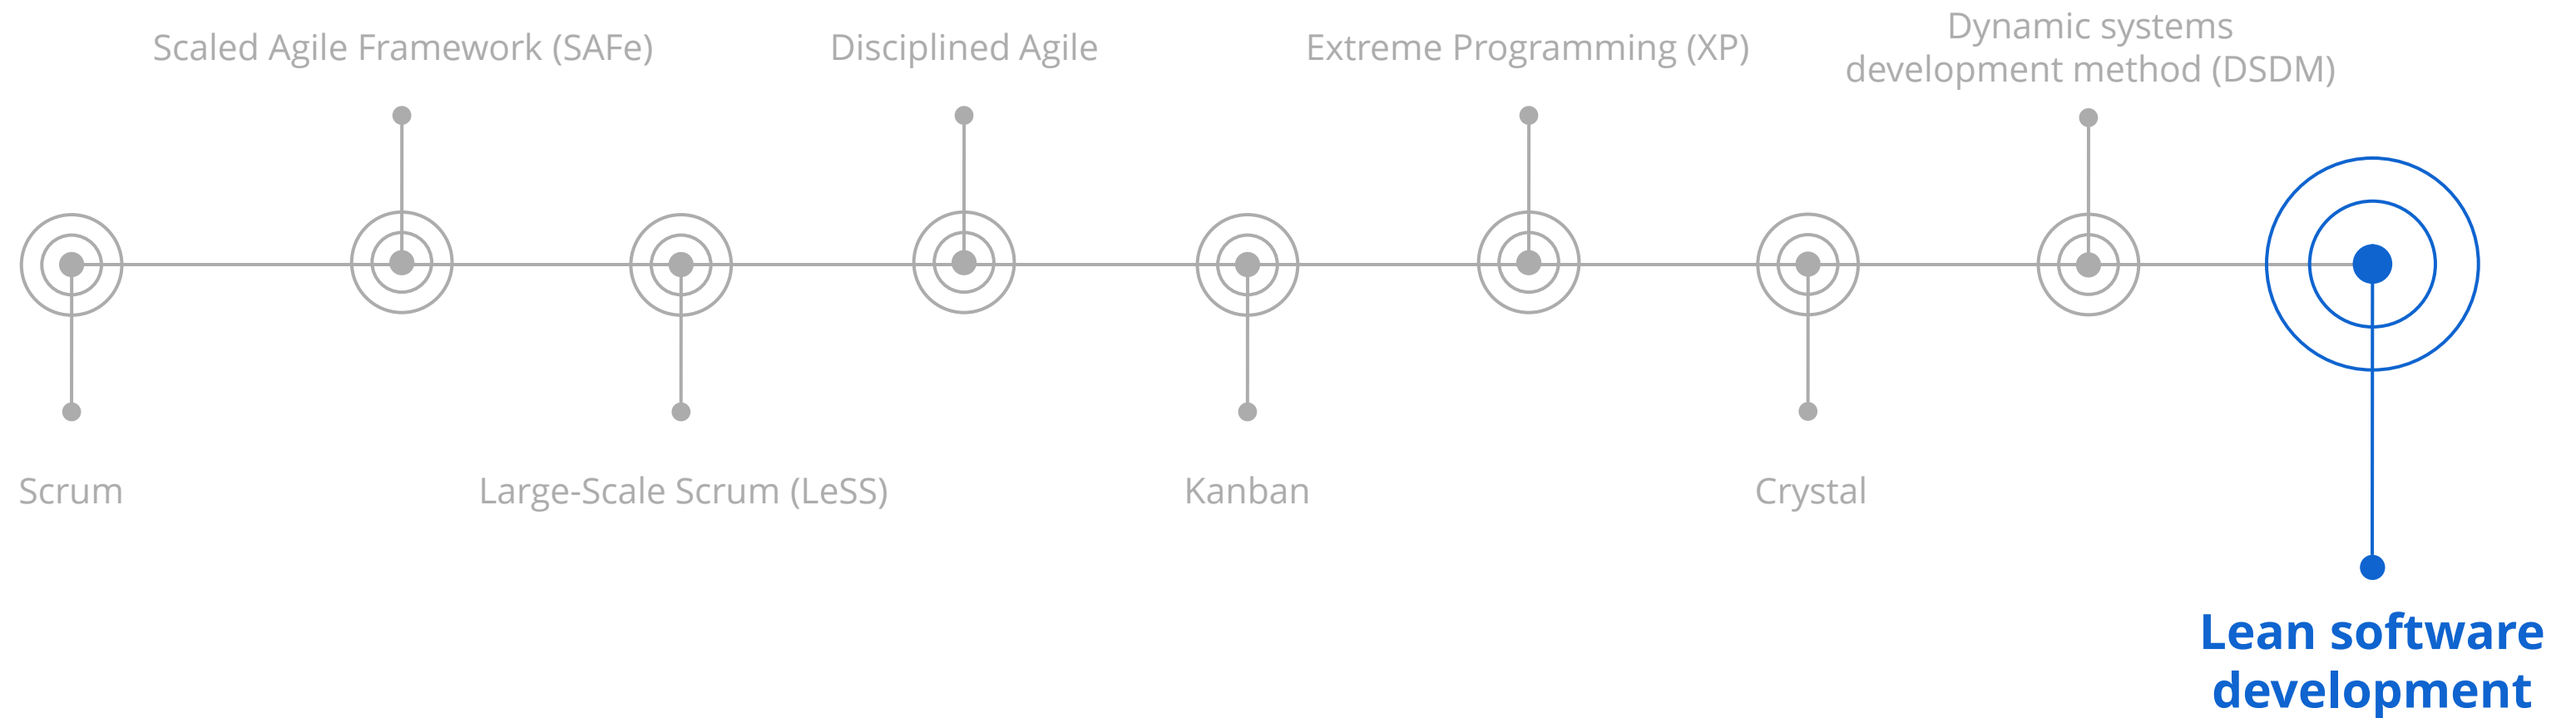 Scaled Agile Framework (SAFe)
Disciplined Agile
Extreme Programming (XP)
Dynamic systems
development method (DSDM)
Scrum
Large-Scale Scrum (LeSS)
Kanban
Crystal
Lean software
development